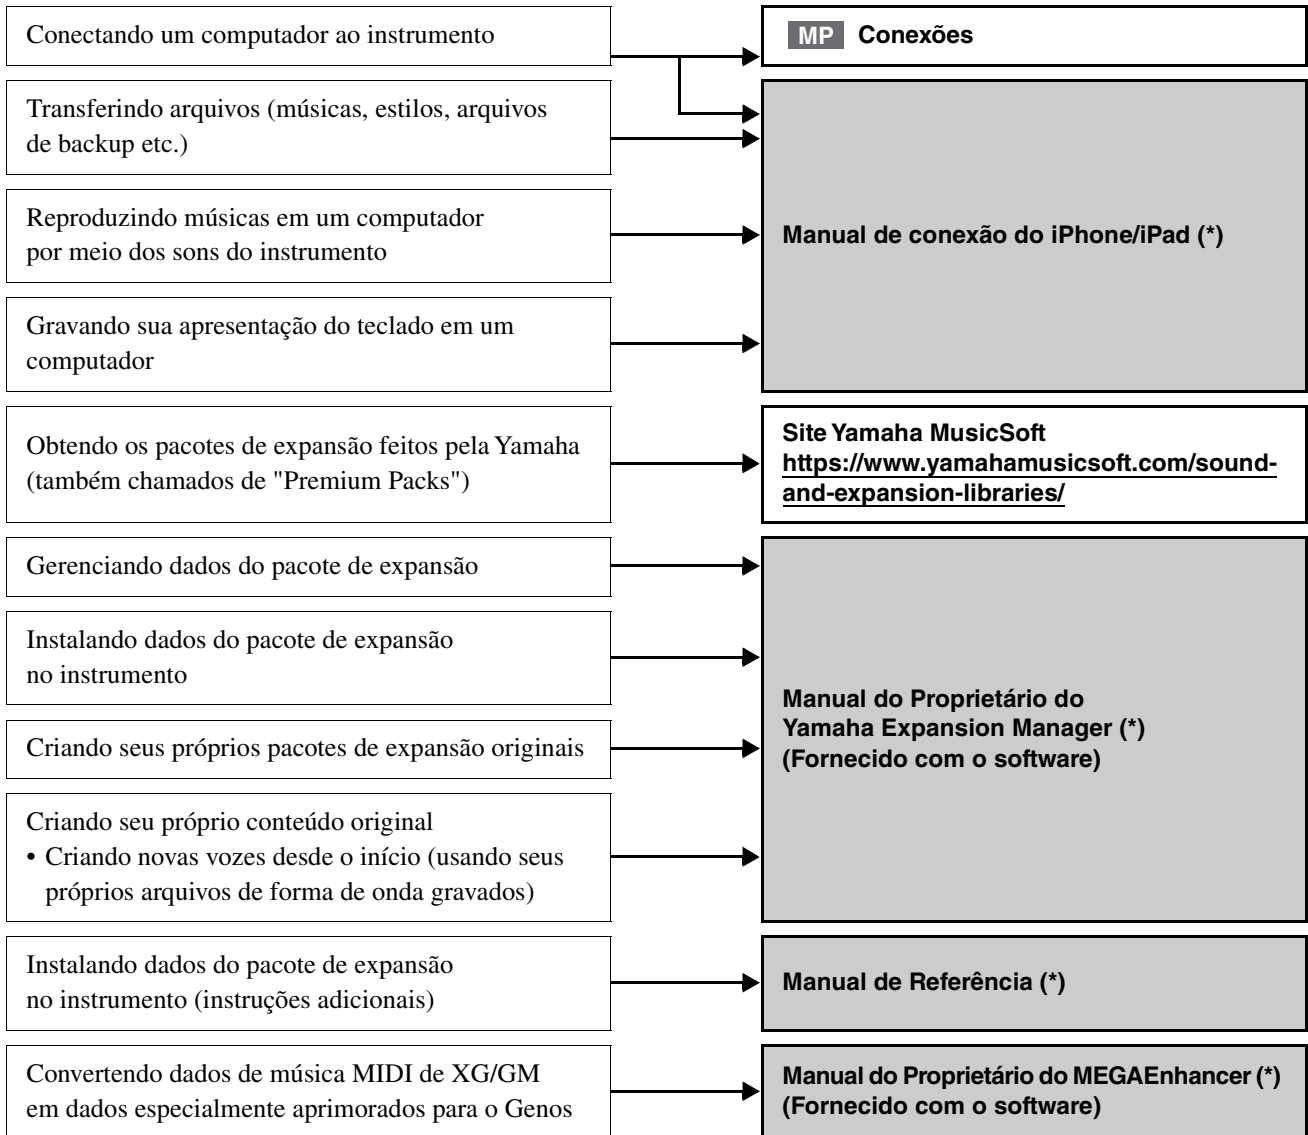 Conectando um computador ao instrumento
MP Conexões
Transferindo arquivos (músicas, estilos, arquivos
de backup etc.)
Reproduzindo músicas em um computador
por meio dos sons do instrumento
Manual de conexão do iPhone/iPad (*)
Gravando sua apresentação do teclado em um
computador
Obtendo os pacotes de expansão feitos pela Yamaha
(também chamados de "Premium Packs")
Site Yamaha MusicSoft
https://www.yamahamusicsoft.com/sound-
and-expansion-libraries/
Gerenciando dados do pacote de expansão
Instalando dados do pacote de expansão
no instrumento
Criando seus próprios pacotes de expansão originais
Criando seu próprio conteúdo original
• Criando novas vozes desde o início (usando seus
próprios arquivos de forma de onda gravados)
Manual do Proprietário do
Yamaha Expansion Manager (*)
(Fornecido com o software)
Instalando dados do pacote de expansão
no instrumento (instruções adicionais)
Manual de Referência (*)
Convertendo dados de música MIDI de XG/GM
em dados especialmente aprimorados para o Genos
Manual do Proprietário do MEGAEnhancer (*)
(Fornecido com o software)